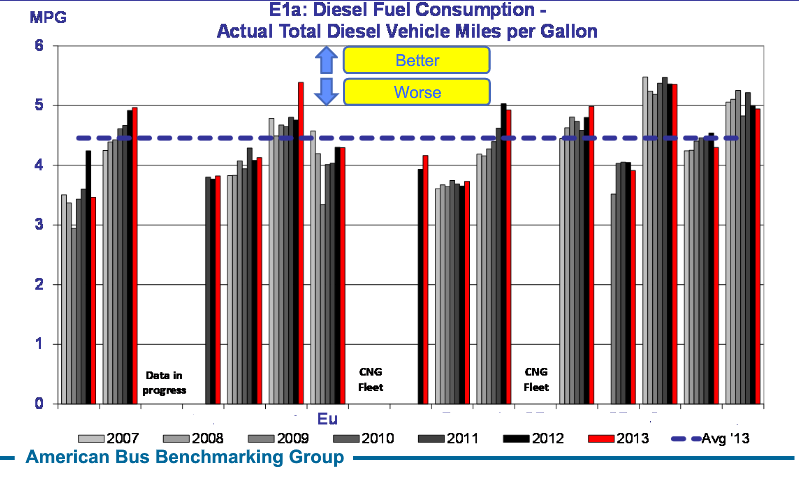 E1a: Diesel Fuel Consumption -
MPG
Actual Total Diesel Vehicle Miles per Gallon
6
Better
5
Worse
4
3
2
1
0
Data in
progress
CNG
Fleet
CNG
Fleet
Eu
2007 2008 2009 2010 2011 2012 2013 Avg '13
American Bus Benchmarking Group